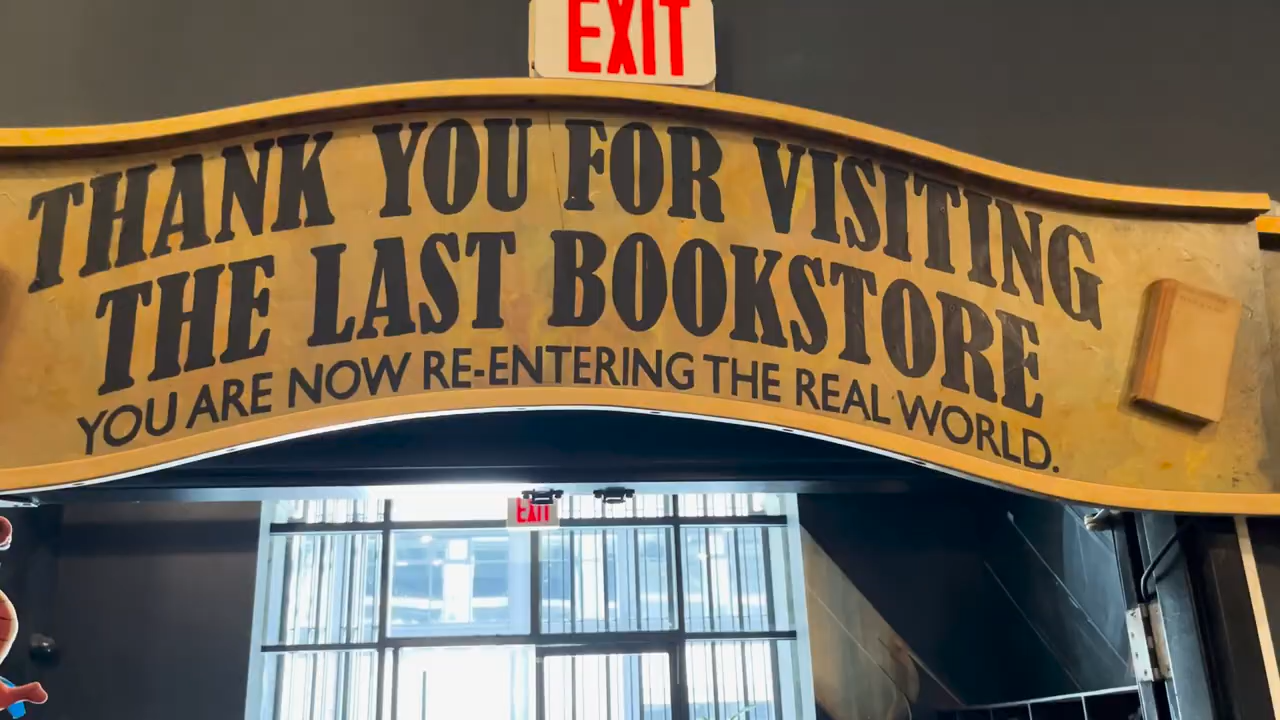 EXIT
THANK YOU FOR VISITING
THE LAST BOOKSTORE
YOU ARE NOW RE-ENTERING THE REAL WORLD.
EXIT